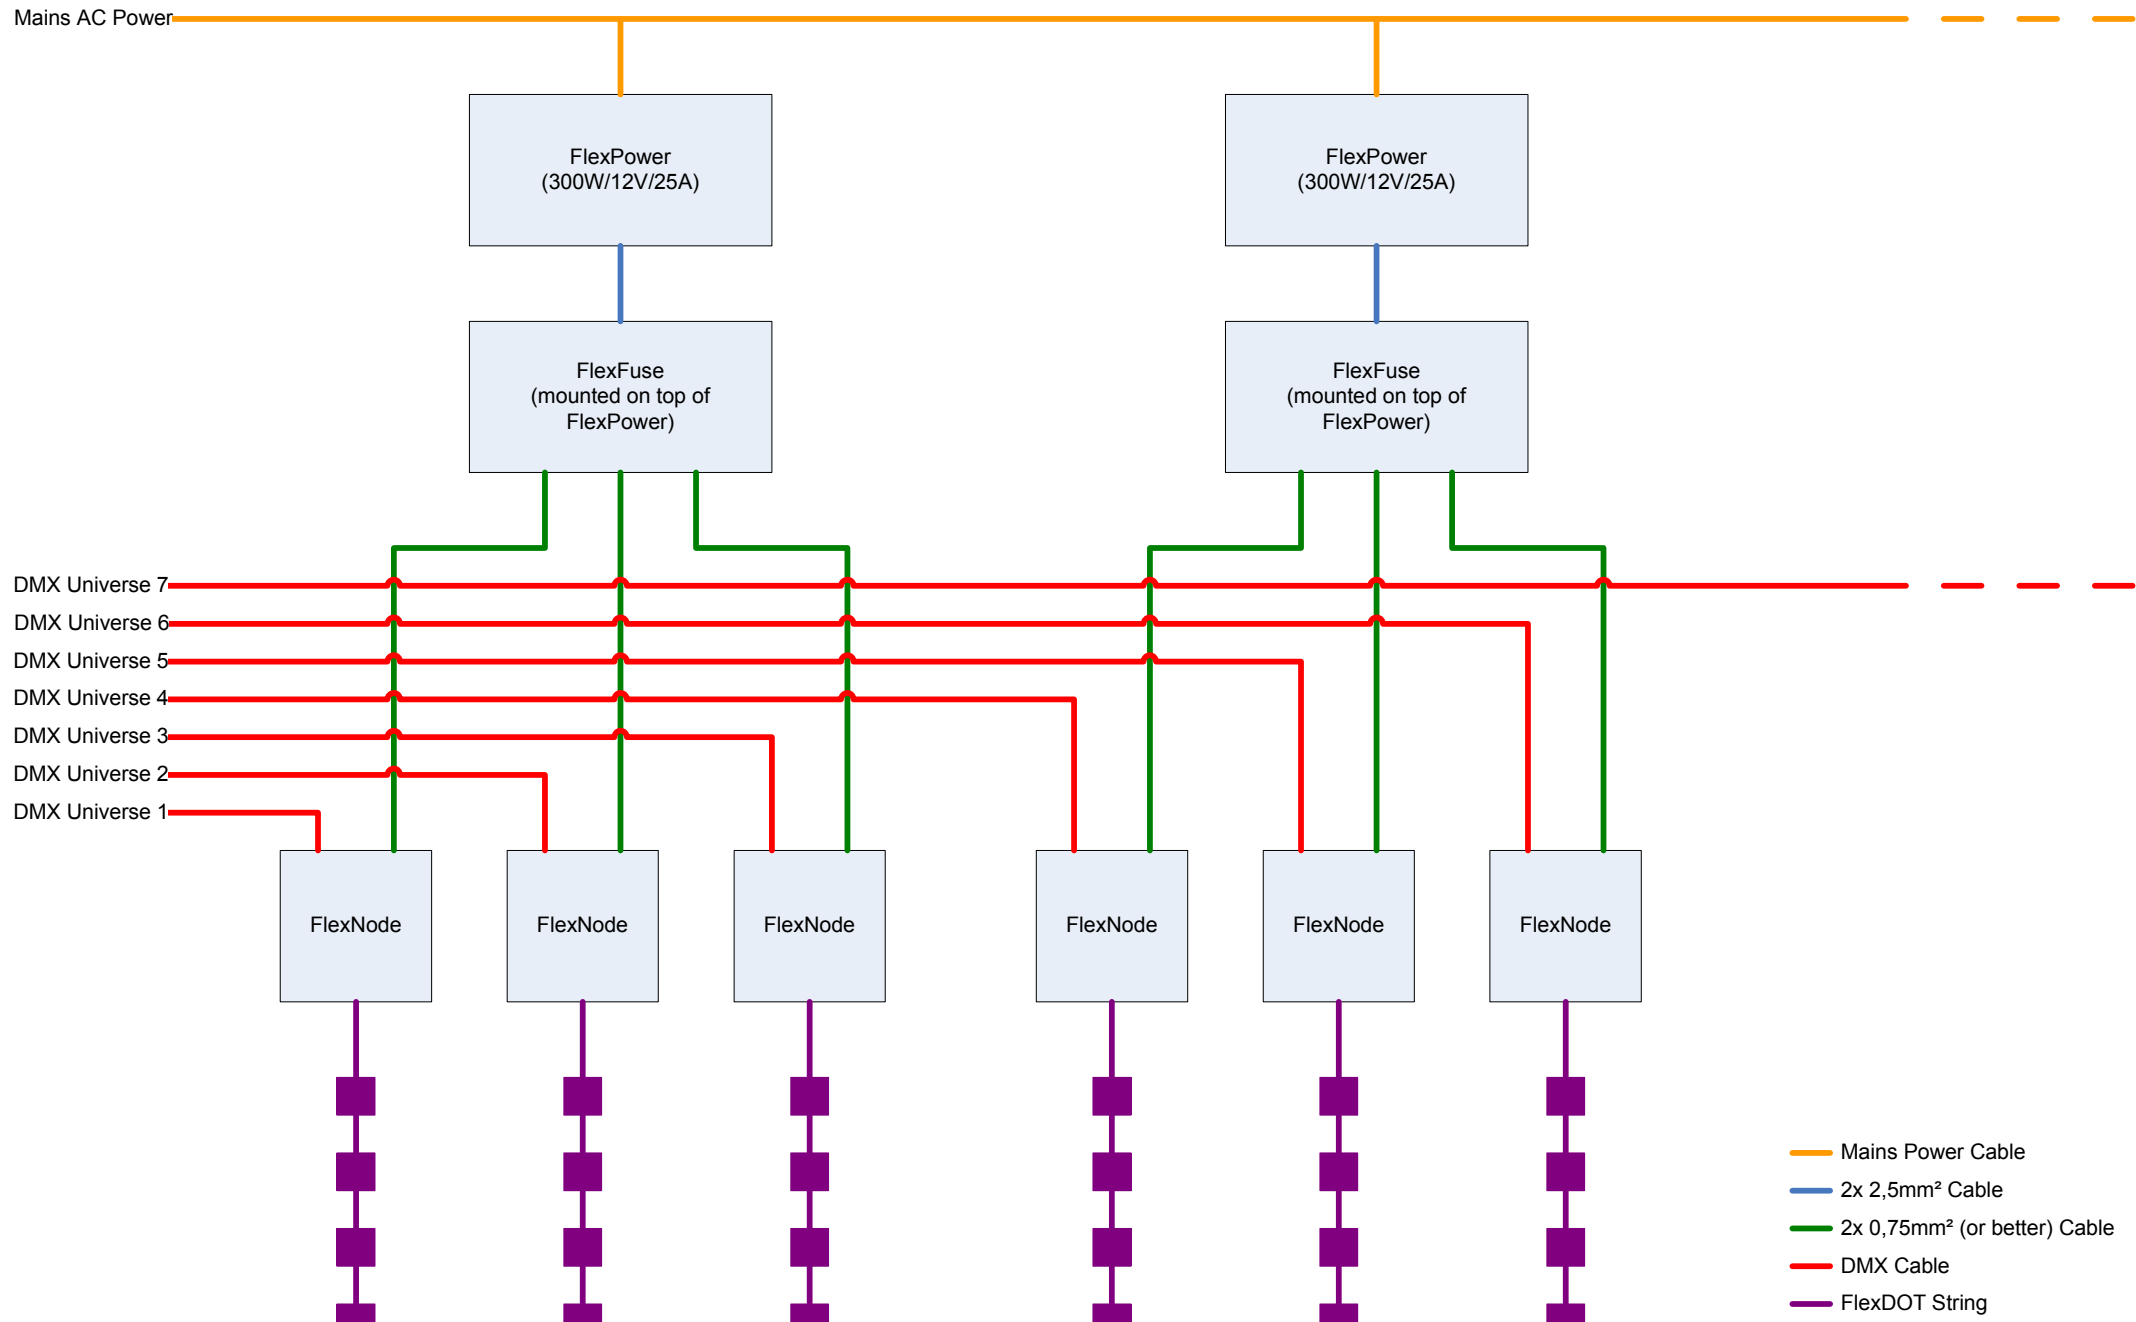 Mains AC Power
FlexPower
(300W/12V/25A)
FlexPower
(300W/12V/25A)
FlexFuse
(mounted on top of
FlexPower)
FlexFuse
(mounted on top of
FlexPower)
DMX Universe 7
DMX Universe 6
DMX Universe 5
DMX Universe 4
DMX Universe 3
DMX Universe 2
DMX Universe 1
FlexNode
FlexNode
FlexNode
FlexNode
FlexNode
FlexNode
Mains Power Cable
2x 2,5mm² Cable
2x 0,75mm² (or better) Cable
DMX Cable
FlexDOT String